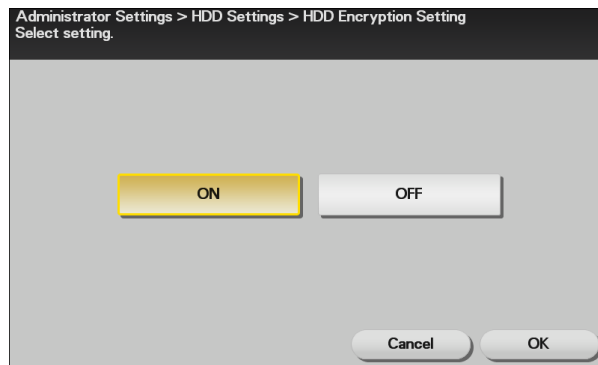 Administrator Settings > HDD Settings > HDD Encryption Setting
Select setting.
ON OFF
Cancel OK